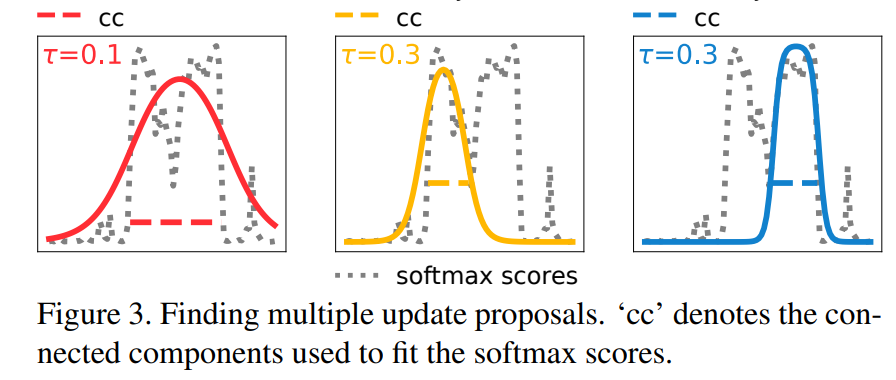 cc cc cc
τ=0.1 τ=0.3 τ=0.3
softmax scores
Figure 3. Finding multiple update proposals. ‘cc’ denotes the con-
nected components used to fit the softmax scores.